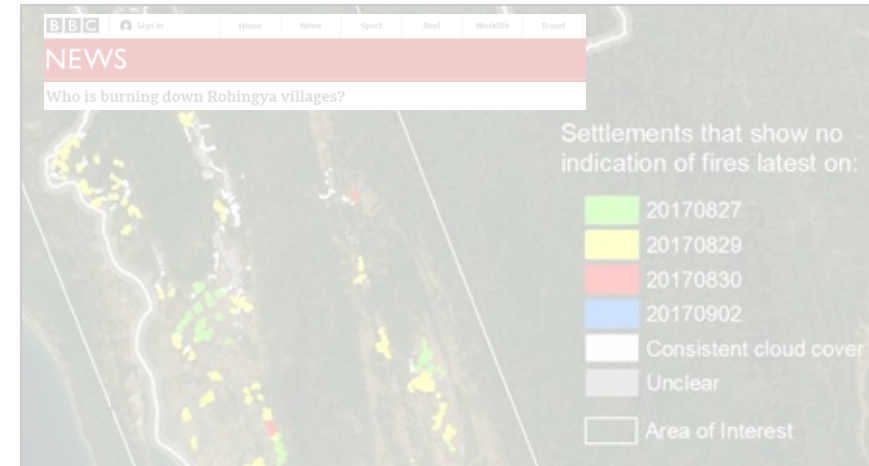 BBC Sign in Home News Sport Reel Worklife Travel
NEWS
Who is burning down Rohingya villages?
Settlements that show no
indication of fires latest on:
20170827
20170829
20170830
20170902
Consistent cloud cover
Unclear
Area of Interest